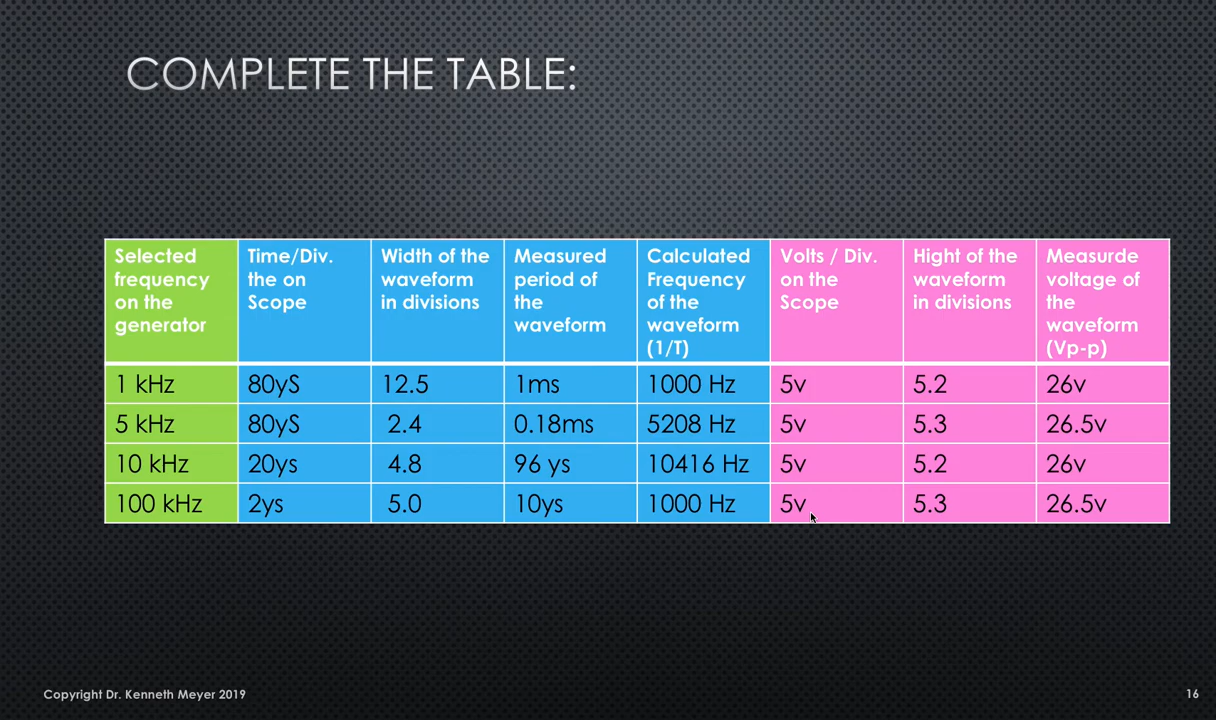 COMPLETE THE TABLE:
Selected frequency on the generator Time/Div. the on Scope Width of the waveform in divisions Measured period of the waveform Calculated Frequency of the waveform (1/T) Volts / Div. on the Scope Hight of the waveform in divisions Measurde voltage of the waveform (Vp-p)
1 kHz 80yS 12.5 1ms 1000 Hz 5v 5.2 26v
5 kHz 80yS 2.4 0.18ms 5208 Hz 5v 5.3 26.5v
10 kHz 20ys 4.8 96 ys 10416 Hz 5v 5.2 26v
100 kHz 2ys 5.0 10ys 1000 Hz 5v 5.3 26.5v
Copyright Dr. Kenneth Meyer 2019 16